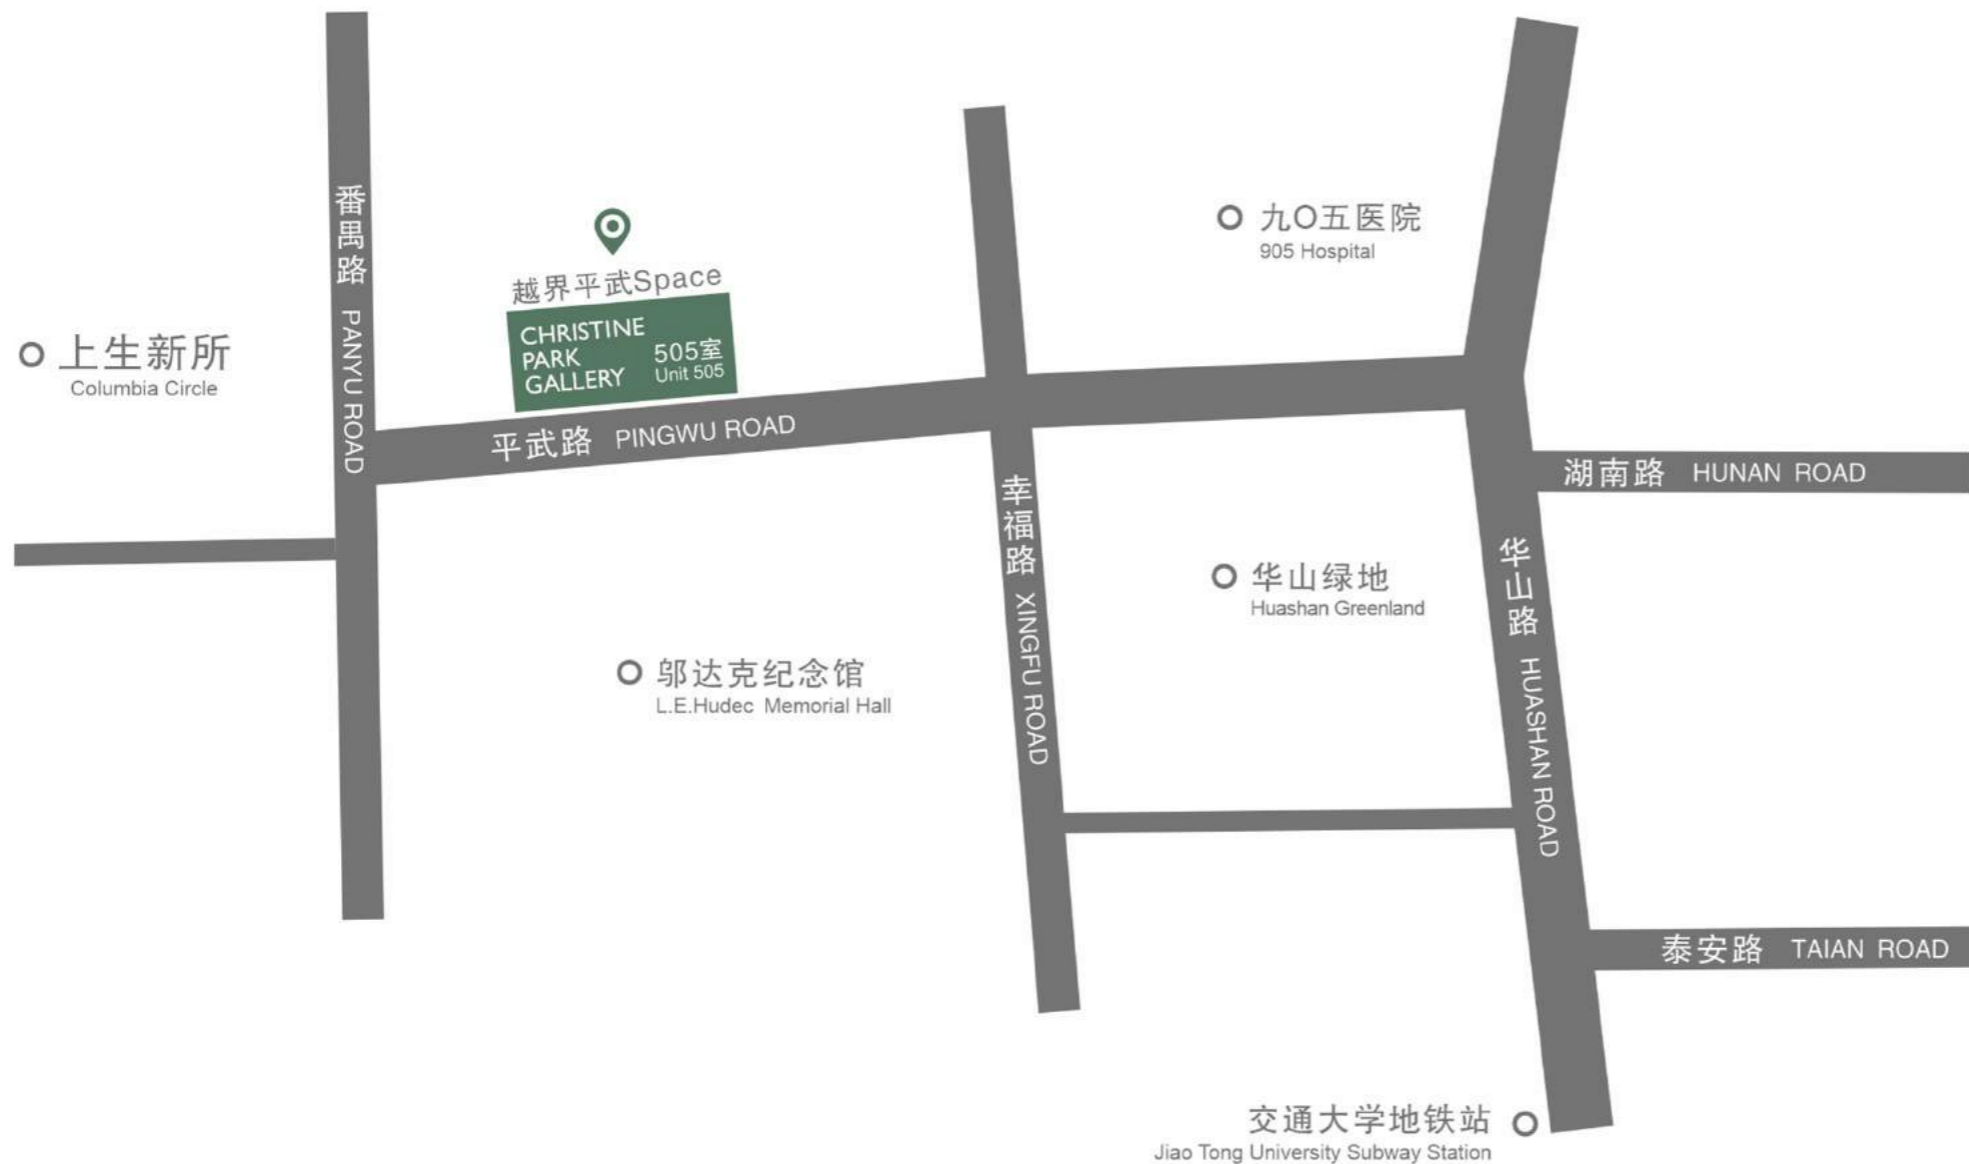 番禺路 PANYU ROAD
越界平武Space
CHRISTINE
PARK
GALLERY
505室
Unit 505
九〇五医院
905 Hospital
上生新所
Columbia Circle
平武路 PINGWU ROAD
湖南路 HUNAN ROAD
幸福路 XINGFU ROAD
华山绿地
Huashan Greenland
华山路 HUASHAN ROAD
邬达克纪念馆
L.E.Hudec Memorial Hall
泰安路 TAIAN ROAD
交通大学地铁站
Jiao Tong University Subway Station